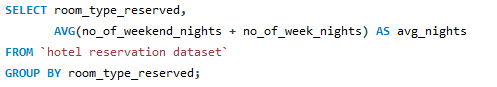 SELECT room_type_reserved,
       AVG(no_of_weekend_nights + no_of_week_nights) AS avg_nights
FROM `hotel reservation dataset`
GROUP BY room_type_reserved;